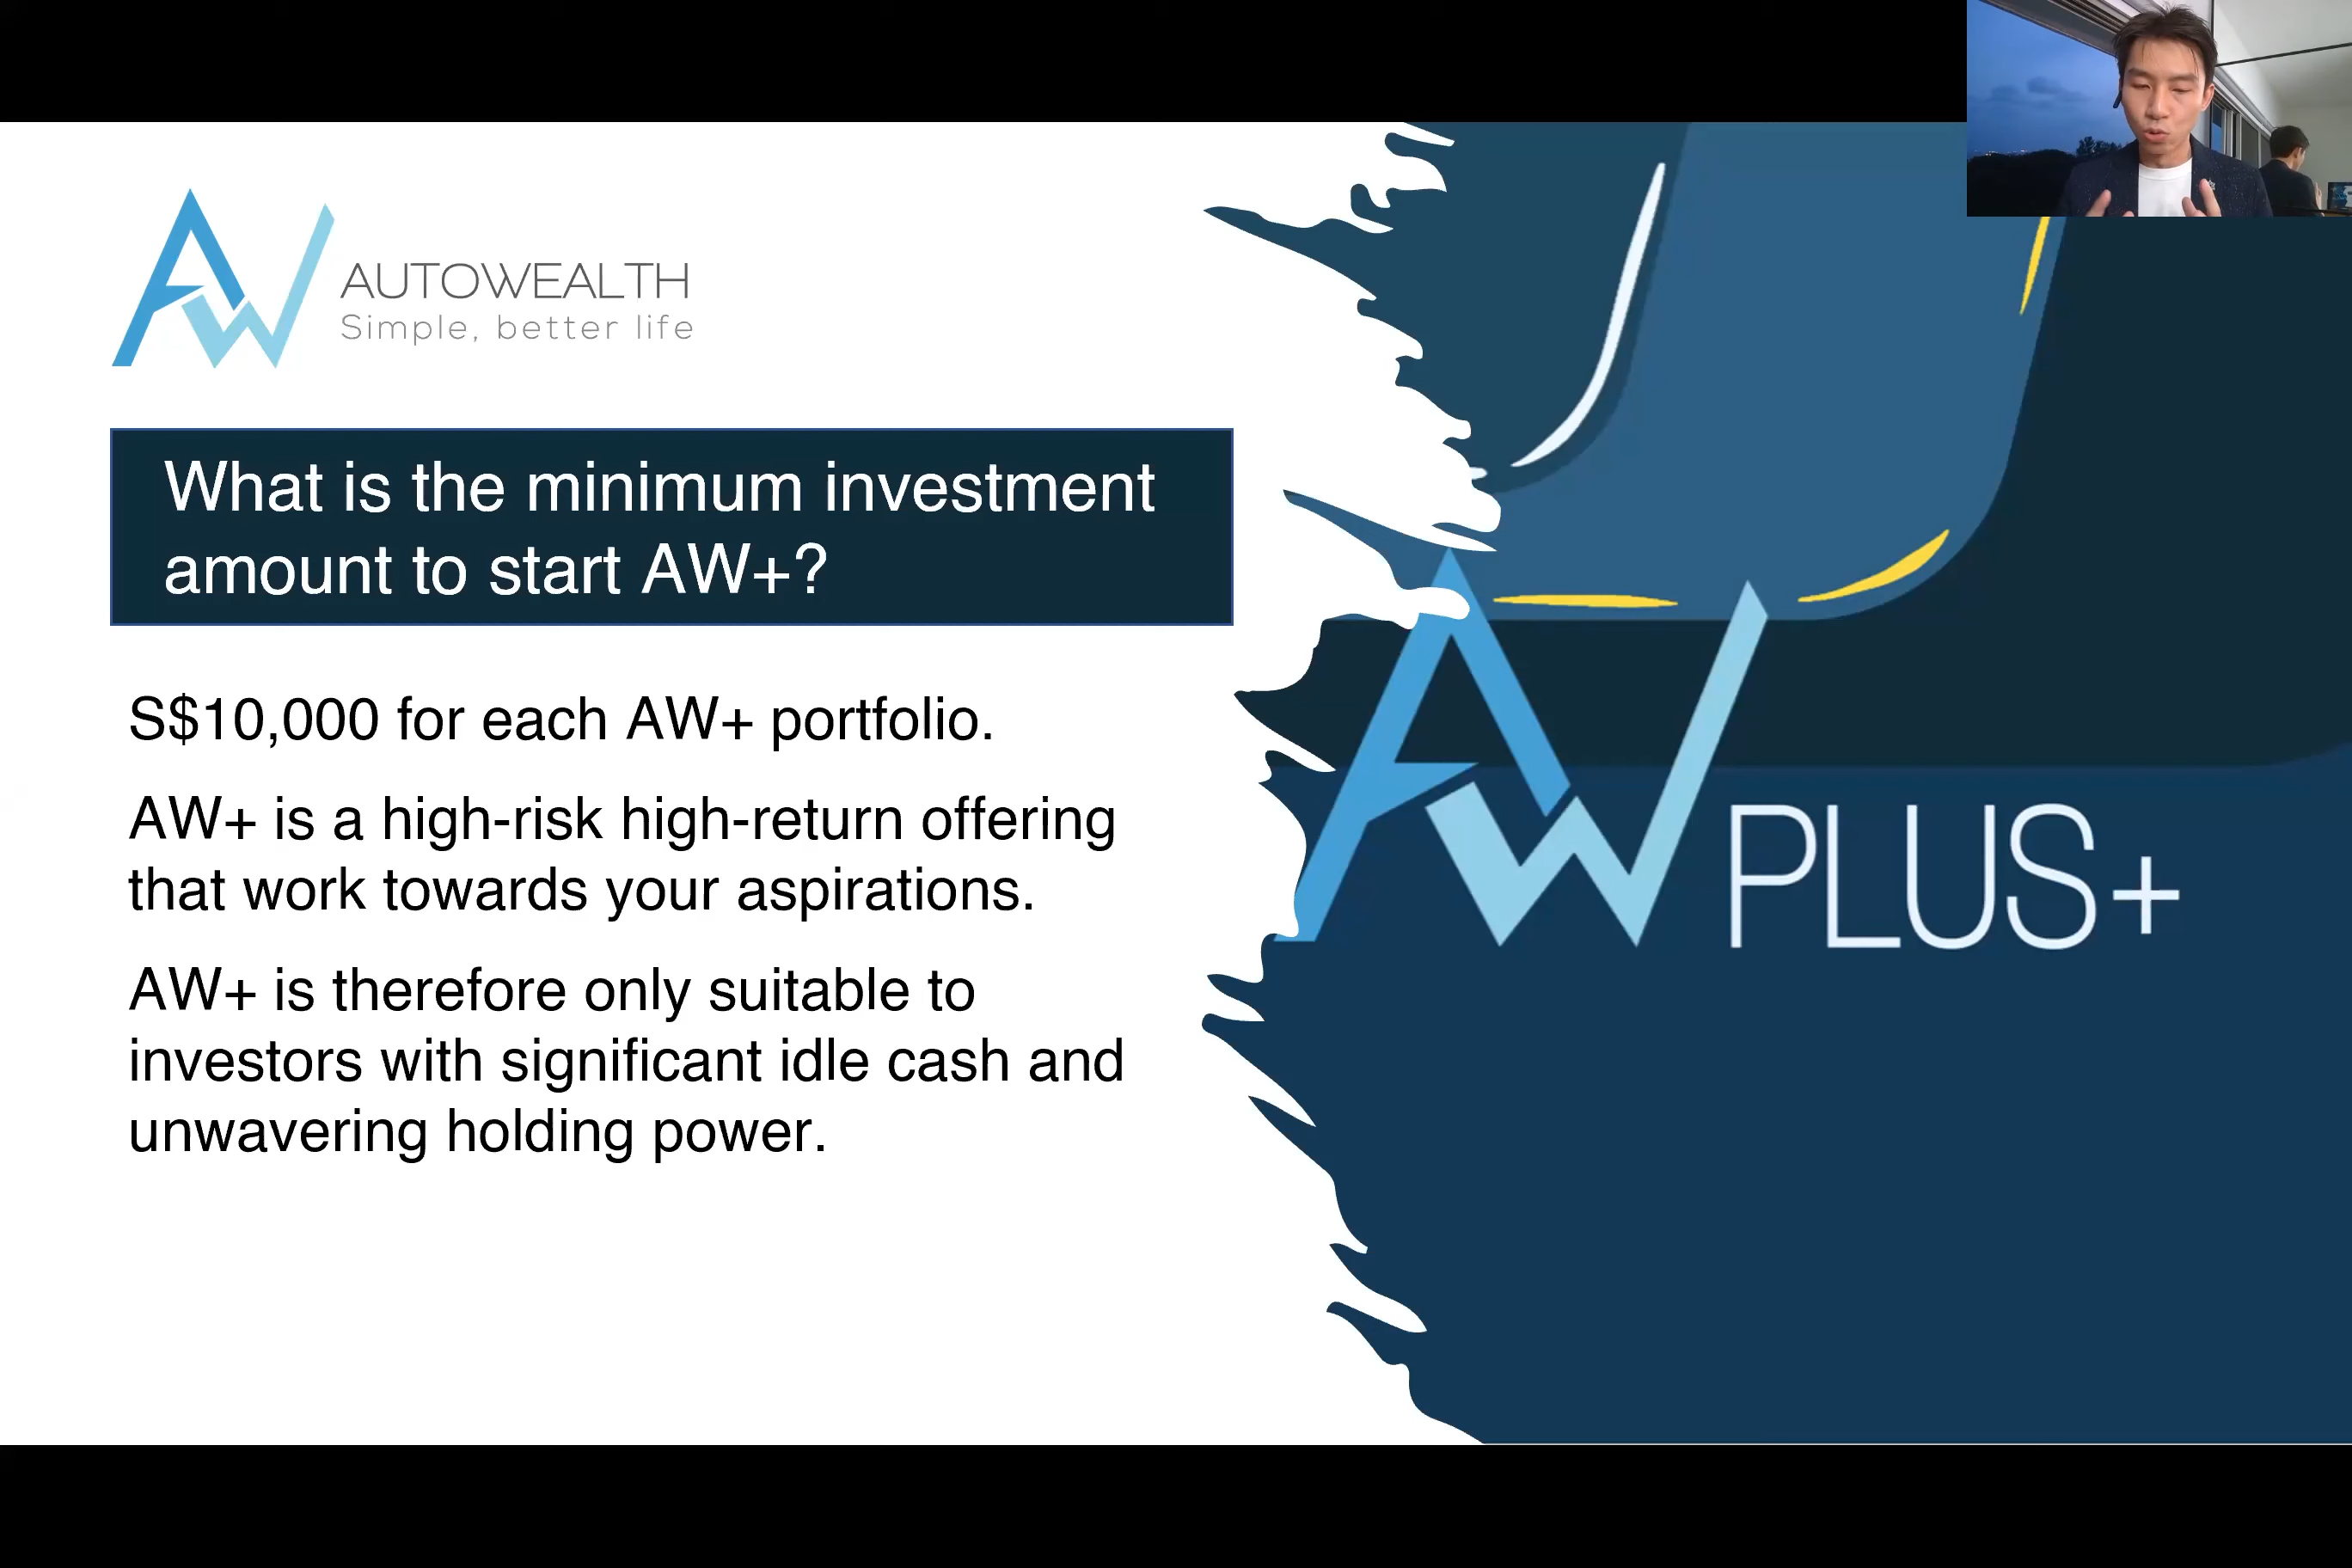 AUTOWEALTH
Simple, better life
What is the minimum investment
amount to start AW+?
S$10,000 for each AW+ portfolio.
AW+ is a high-risk high-return offering
that work towards your aspirations.
AW+ is therefore only suitable to
investors with significant idle cash and
unwavering holding power.
AW PLUS+